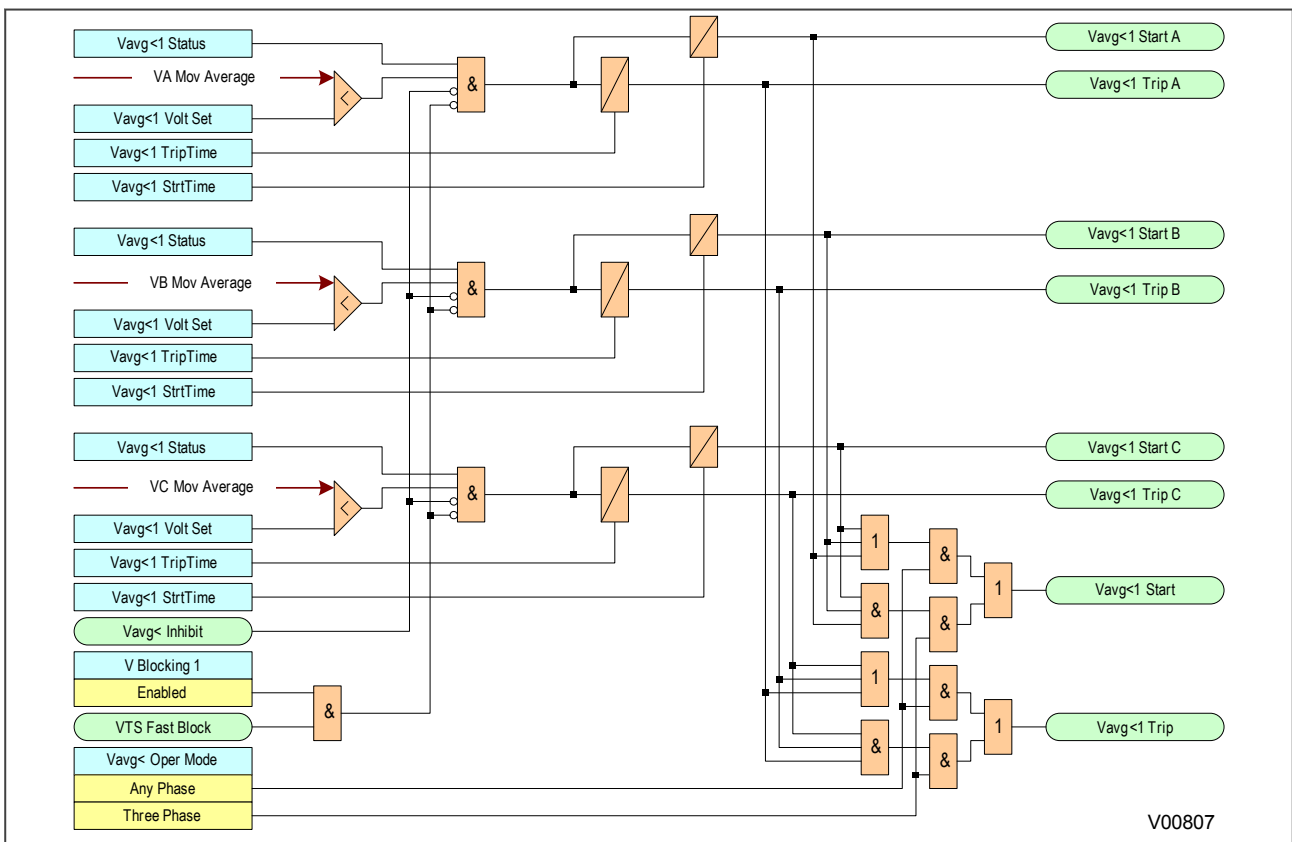 Vavg<1 Status
Vavg<1 Start A
VA Mov Average
<
&
Vavg<1 Trip A
Vavg<1 Volt Set
Vavg<1 TripTime
Vavg<1 StrtTime
Vavg<1 Status
Vavg<1 Start B
VB Mov Average
<
&
Vavg<1 Trip B
Vavg<1 Volt Set
Vavg<1 TripTime
Vavg<1 StrtTime
Vavg<1 Status
Vavg<1 Start C
VC Mov Average
<
&
Vavg<1 Trip C
Vavg<1 Volt Set
1
&
Vavg<1 TripTime
1
Vavg<1 Start
Vavg<1 StrtTime
&
&
Vavg< Inhibit
V Blocking 1
1
&
Enabled
&
VTS Fast Block
1
Vavg<1 Trip
&
&
Vavg< Oper Mode
Any Phase
Three Phase
V00807